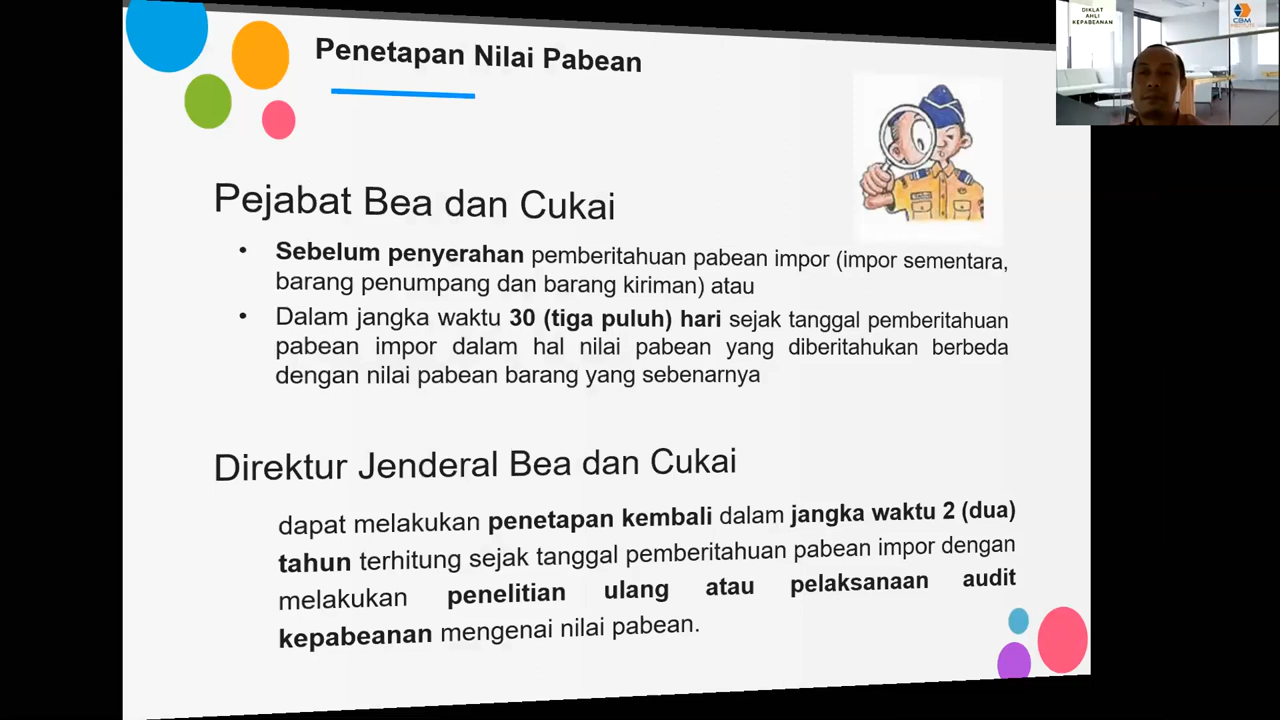 Penetapan Nilai Pabean
DIKLAT
AHLI
KEPABEANAN
CBM
Pejabat Bea dan Cukai
• Sebelum penyerahan pemberitahuan pabean impor (impor sementara,
barang penumpang dan barang kiriman) atau
• Dalam jangka waktu 30 (tiga puluh) hari sejak tanggal pemberitahuan
pabean impor dalam hal nilai pabean yang diberitahukan berbeda
dengan nilai pabean barang yang sebenarnya
Direktur Jenderal Bea dan Cukai
dapat melakukan penetapan kembali dalam jangka waktu 2 (dua)
tahun terhitung sejak tanggal pemberitahuan pabean impor dengan
melakukan penelitian ulang atau pelaksanaan audit
kepabeanan mengenai nilai pabean.